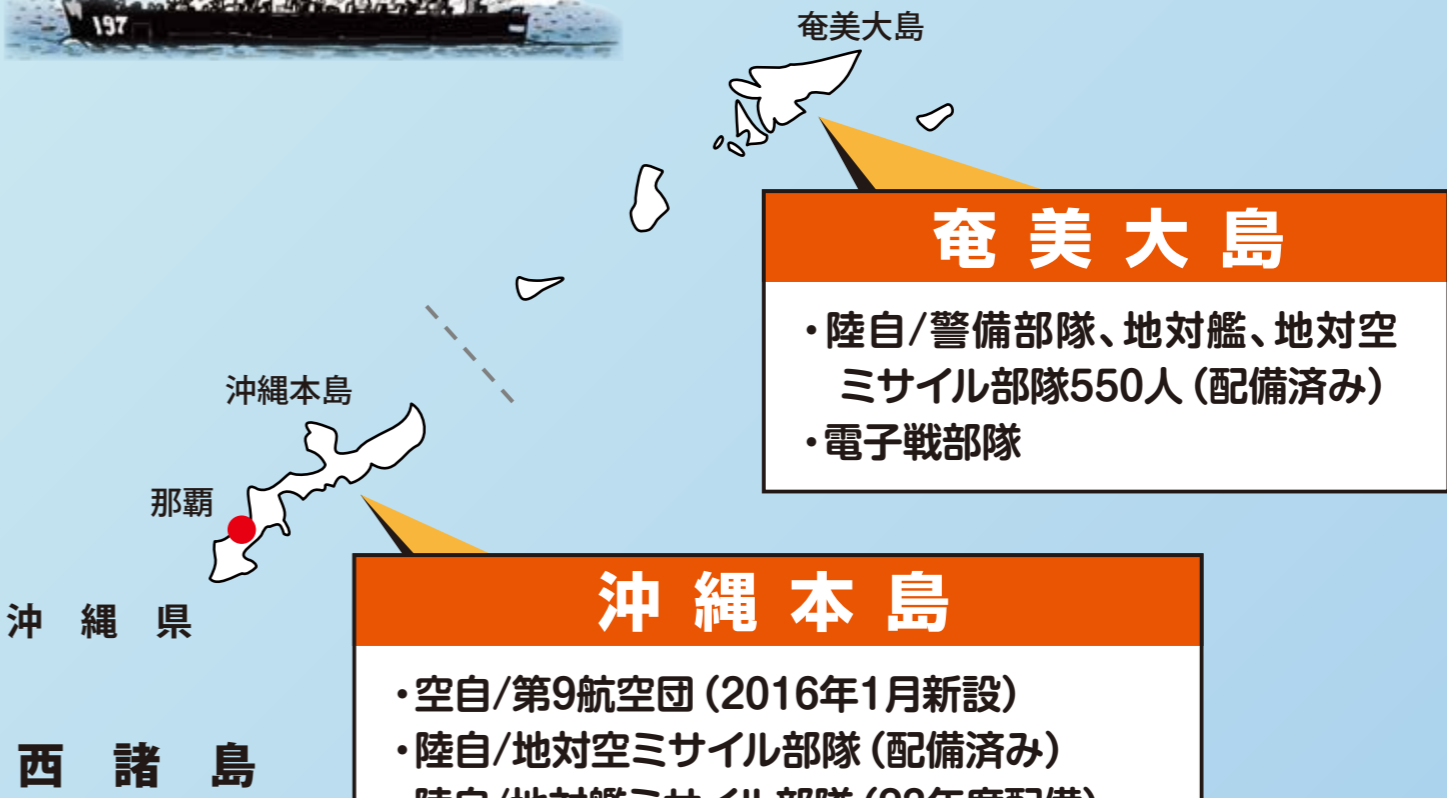 197
奄美大島
奄美大島
・陸自/警備部隊、地対艦、地対空
ミサイル部隊550人(配備済み)
・電子戦部隊
沖縄本島
那覇
沖縄県
西諸島
沖縄本島
・空自/第9航空団(2016年1月新設)
・陸自/地対空ミサイル部隊(配備済み)